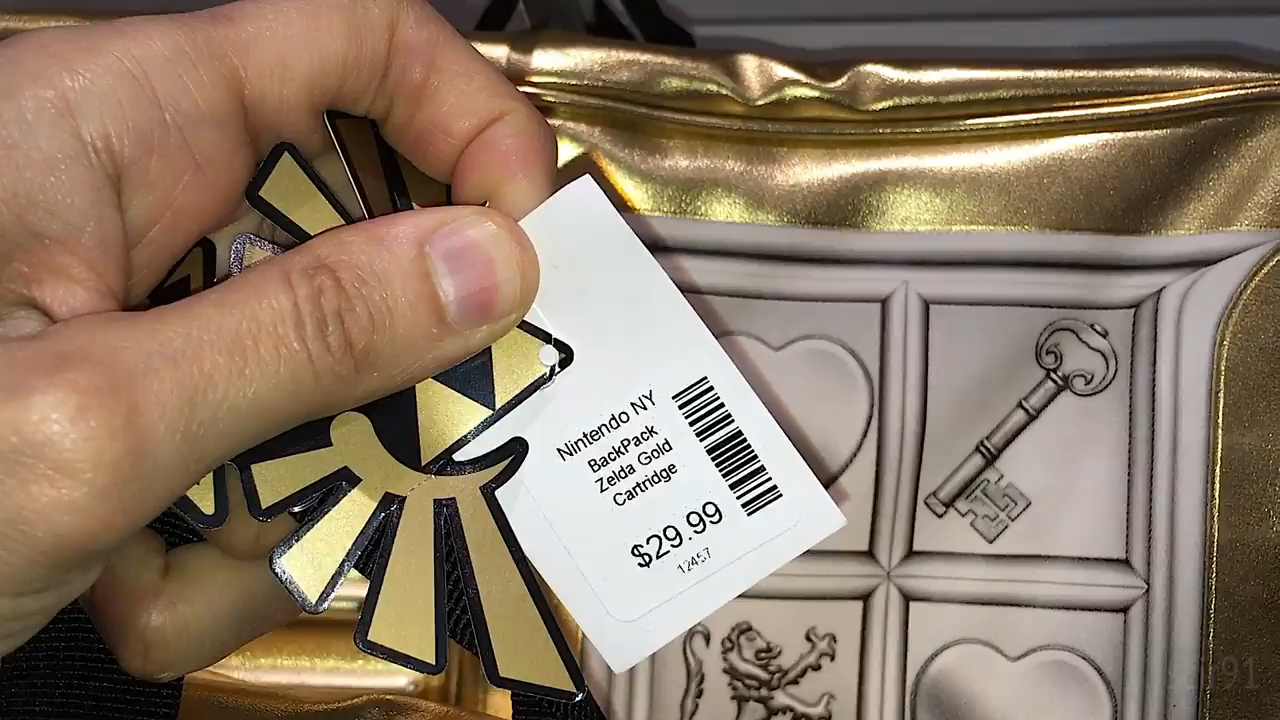 Nintendo NY
BackPack
Zelda Gold
Cartridge
$29.99
12457